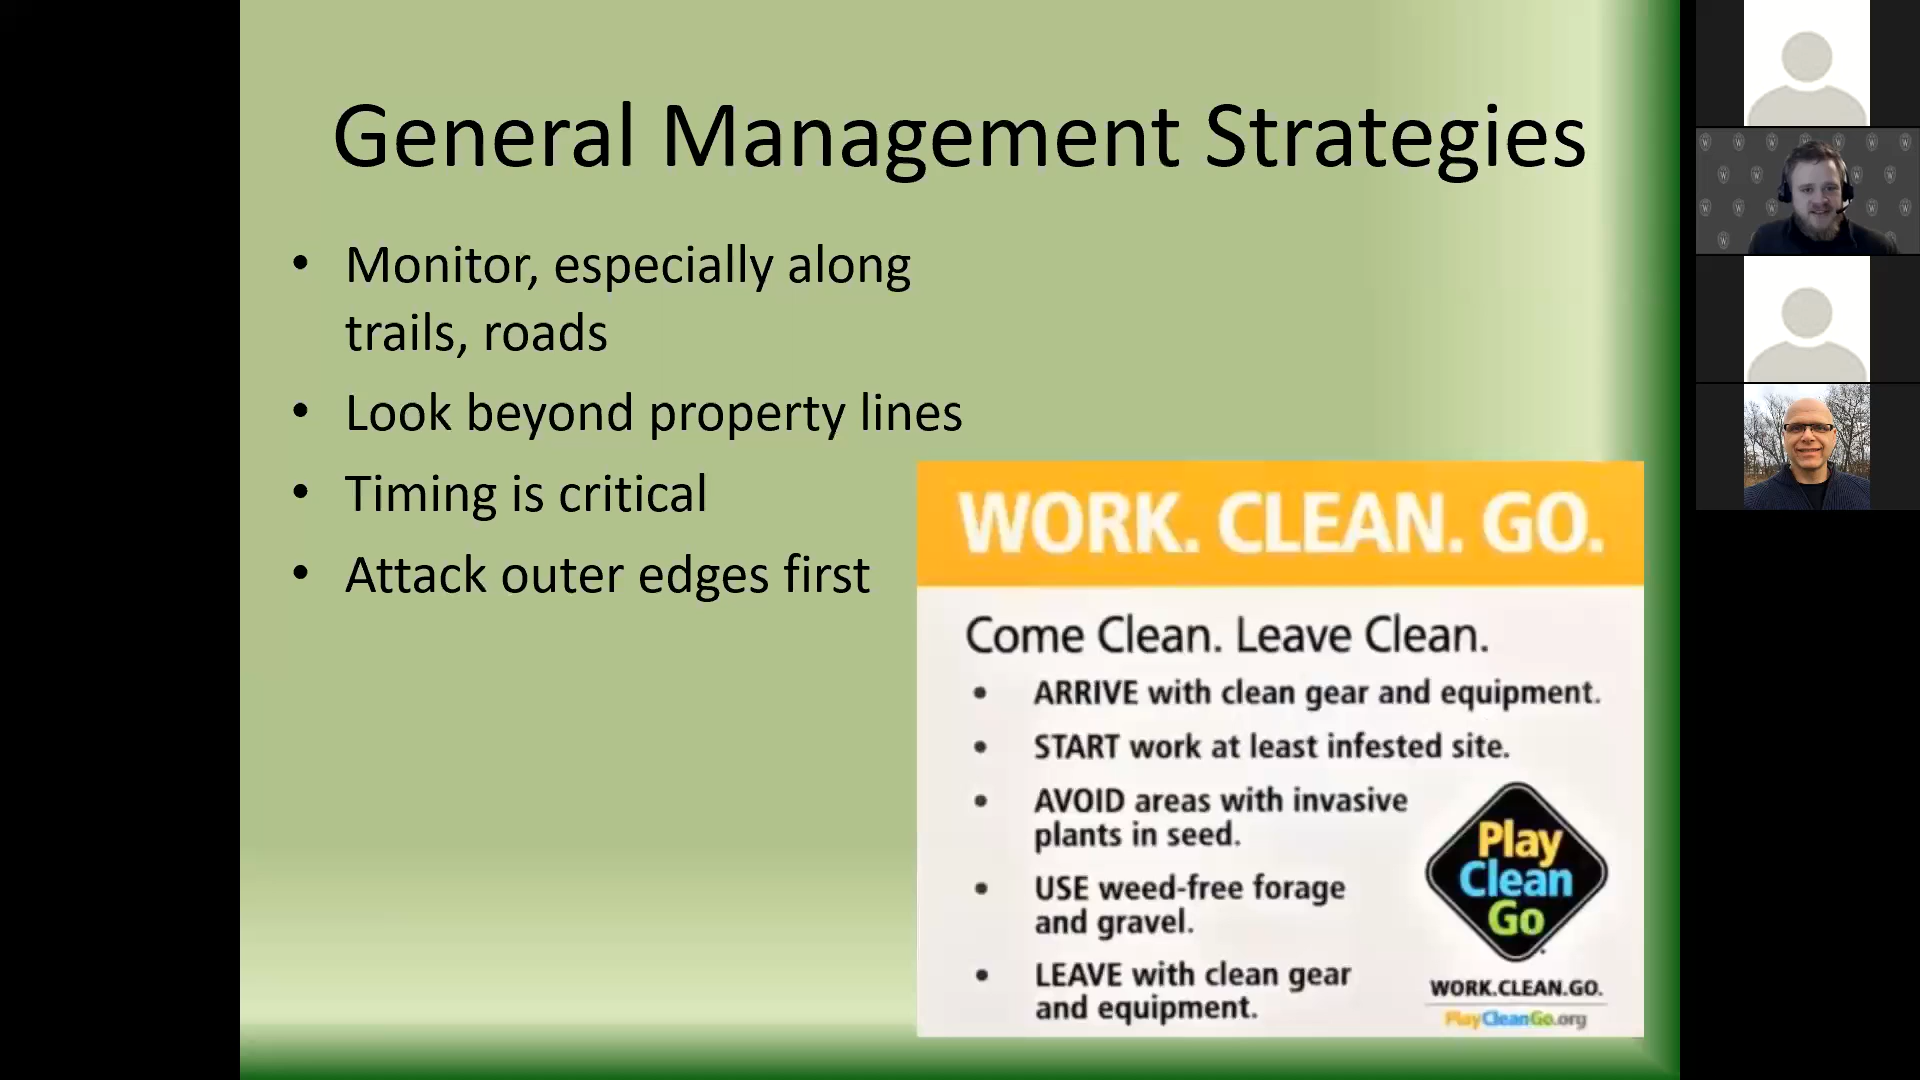 General Management Strategies
• Monitor, especially along
trails, roads
• Look beyond property lines
• Timing is critical
• Attack outer edges first
WORK. CLEAN. GO.
Come Clean. Leave Clean.
• ARRIVE with clean gear and equipment.
• START work at least infested site.
• AVOID areas with invasive
plants in seed.
• USE weed-free forage
and gravel.
• LEAVE with clean gear
and equipment.
Play
Clean
Go
WORK.CLEAN.GO.
PlayCleanGo.org